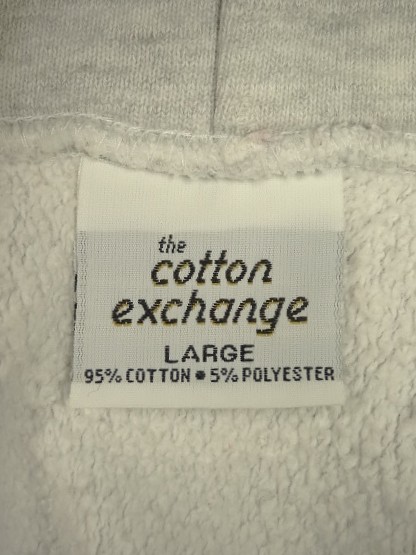 the
cotton
exchange
LARGE
95% COTTON • 5% POLYESTER